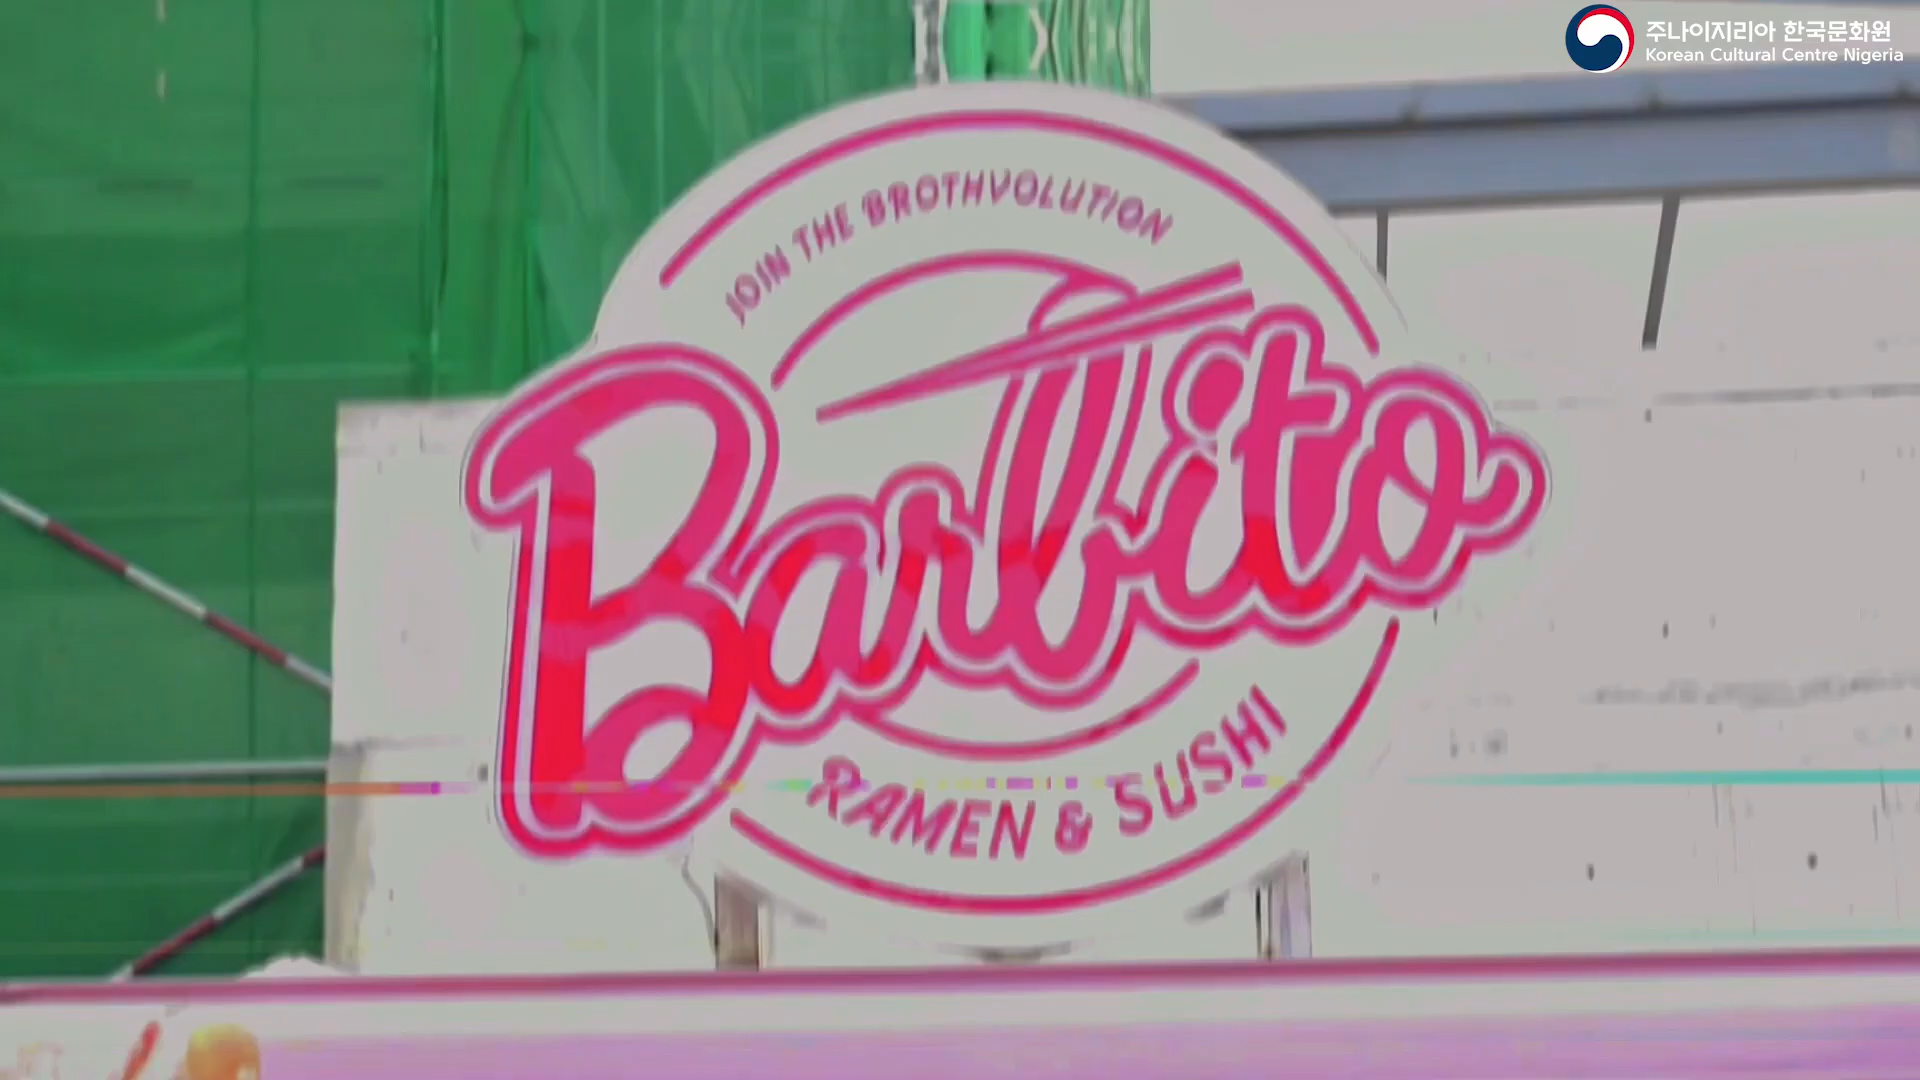 주나이지리아 한국문화원
Korean Cultural Centre Nigeria
JOIN THE BROTHVOLUTION
Barbito
RAMEN & SUSHI